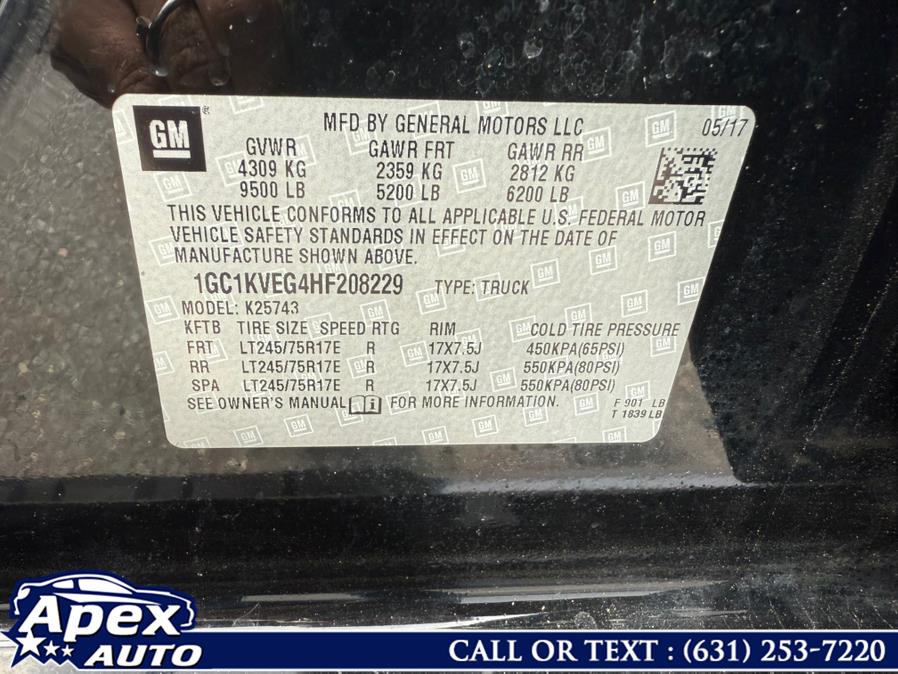 GM
MFD BY GENERAL MOTORS LLC 05/17
GVWR GAWR FRT GAWR RR
4309 KG 2359 KG 2812 KG
9500 LB 5200 LB 6200 LB
THIS VEHICLE CONFORMS TO ALL APPLICABLE U.S. FEDERAL MOTOR
VEHICLE SAFETY STANDARDS IN EFFECT ON THE DATE OF
MANUFACTURE SHOWN ABOVE.
1GC1KVEG4HF208229 TYPE: TRUCK
MODEL: K25743
KFTB TIRE SIZE SPEED RTG RIM COLD TIRE PRESSURE
FRT LT245/75R17E R 17X7.5J 450KPA(65PSI)
RR LT245/75R17E R 17X7.5J 550KPA(80PSI)
SPA LT245/75R17E R 17X7.5J 550KPA(80PSI)
SEE OWNER'S MANUAL FOR MORE INFORMATION.
F 901 LB
T 1839 LB
APEX
AUTO
CALL OR TEXT : (631) 253-7220